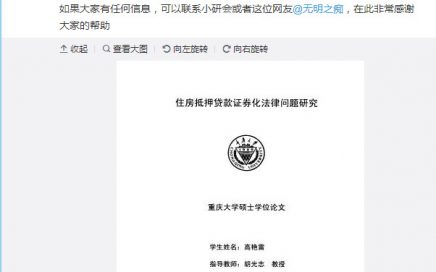 如果大家有任何信息，可以联系小研会或者这位网友@无明之痴，在此非常感谢
大家的帮助
收起 查看大图 向左旋转 向右旋转
住房抵押贷款证券化法律问题研究
重庆大学硕士学位论文
学生姓名：高艳雷
指导教师：胡光志 教授